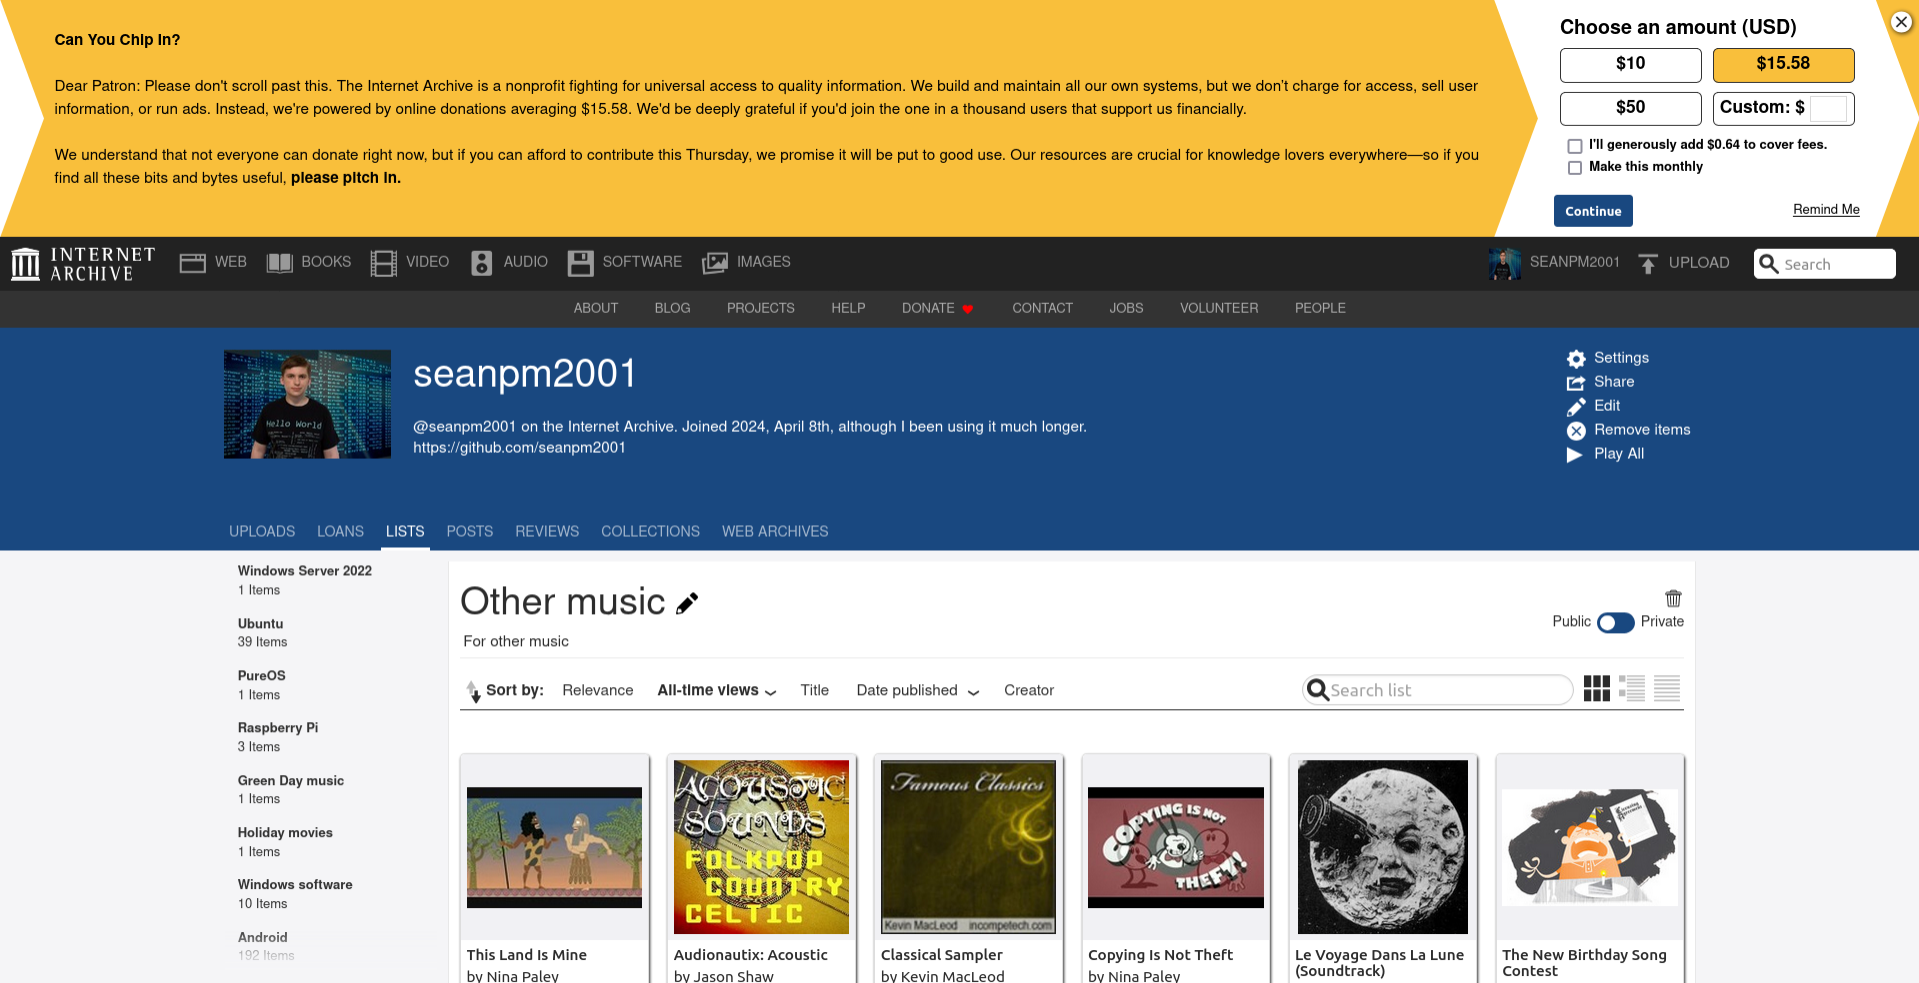 Can You Chip In?
Dear Patron: Please don't scroll past this. The Internet Archive is a nonprofit fighting for universal access to quality information. We build and maintain all our own systems, but we don't charge for access, sell user
information, or run ads. Instead, we're powered by online donations averaging $15.58. We'd be deeply grateful if you'd join the one in a thousand users that support us financially.
We understand that not everyone can donate right now, but if you can afford to contribute this Thursday, we promise it will be put to good use. Our resources are crucial for knowledge lovers everywhere—so if you
find all these bits and bytes useful, please pitch in.
Choose an amount (USD)
$10 $15.58
$50 Custom: $
I'll generously add $0.64 to cover fees.
Make this monthly
Continue Remind Me
INTERNET ARCHIVE
WEB BOOKS VIDEO AUDIO SOFTWARE IMAGES SEANPM2001 UPLOAD Search
ABOUT BLOG PROJECTS HELP DONATE CONTACT JOBS VOLUNTEER PEOPLE
Hello World
seanpm2001
@seanpm2001 on the Internet Archive. Joined 2024, April 8th, although I been using it much longer.
https://github.com/seanpm2001
Settings
Share
Edit
Remove items
Play All
UPLOADS LOANS LISTS POSTS REVIEWS COLLECTIONS WEB ARCHIVES
Windows Server 2022
1 Items
Ubuntu
39 Items
PureOS
1 Items
Raspberry Pi
3 Items
Green Day music
1 Items
Holiday movies
1 Items
Windows software
10 Items
Android
192 Items
Other music
For other music
Public Private
Sort by: Relevance All-time views Title Date published Creator
Search list
ACOUSTIC
SOUNDS
FOLKPOP
COUNTRY
CELTIC
Famous Classics
Kevin MacLeod incompetech.com
COPYING IS NOT
THEFT!
This Land Is Mine
by Nina Paley
Audionautix: Acoustic
by Jason Shaw
Classical Sampler
by Kevin MacLeod
Copying Is Not Theft
by Nina Paley
Le Voyage Dans La Lune
(Soundtrack)
The New Birthday Song
Contest